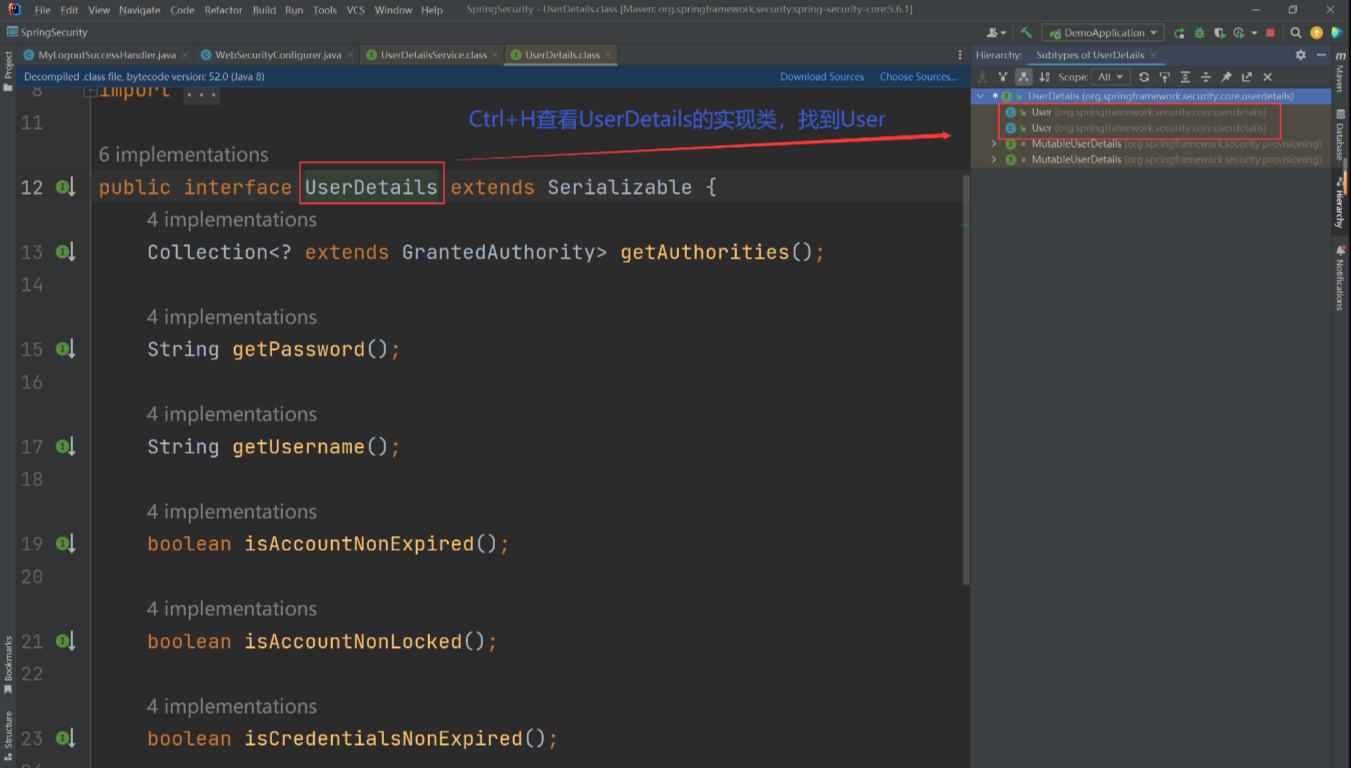 File Edit View Navigate Code Refactor Build Run Tools VCS Window Help SpringSecurity - UserDetails.class [Maven: org.springframework.security:spring-security-core:5.6.1]
SpringSecurity
DemoApplication
MyLogoutSuccessHandler.java
WebSecurityConfigurer.java
UserDetailsService.class
UserDetails.class
Decompiled .class file, bytecode version: 52.0 (Java 8)
Download Sources
Choose Sources...
8 import ...
11
Ctrl+H查看UserDetails的实现类，找到User
6 implementations
12 public interface UserDetails extends Serializable {
4 implementations
13 Collection<? extends GrantedAuthority> getAuthorities();
14
4 implementations
15 String getPassword();
16
4 implementations
17 String getUsername();
18
4 implementations
19 boolean isAccountNonExpired();
20
4 implementations
21 boolean isAccountNonLocked();
22
4 implementations
23 boolean isCredentialsNonExpired();
Hierarchy: Subtypes of UserDetails
Scope: All
UserDetails (org.springframework.security.core.userdetails)
User (org.springframework.security.core.userdetails)
User (org.springframework.security.core.userdetails)
MutableUserDetails (org.springframework.security.provisioning)
MutableUserDetails (org.springframework.security.provisioning)
Project
Bookmarks
Structure
Maven
Database
Hierarchy
Notifications